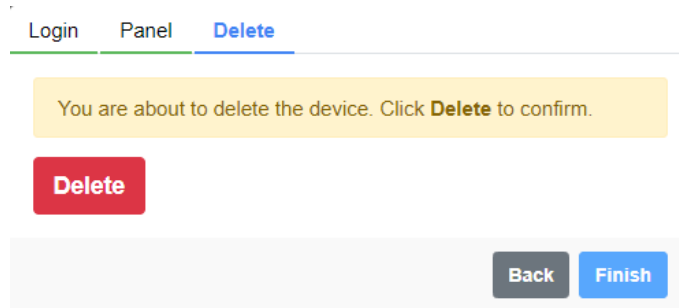 Login Panel Delete
You are about to delete the device. Click Delete to confirm.
Delete
Back Finish